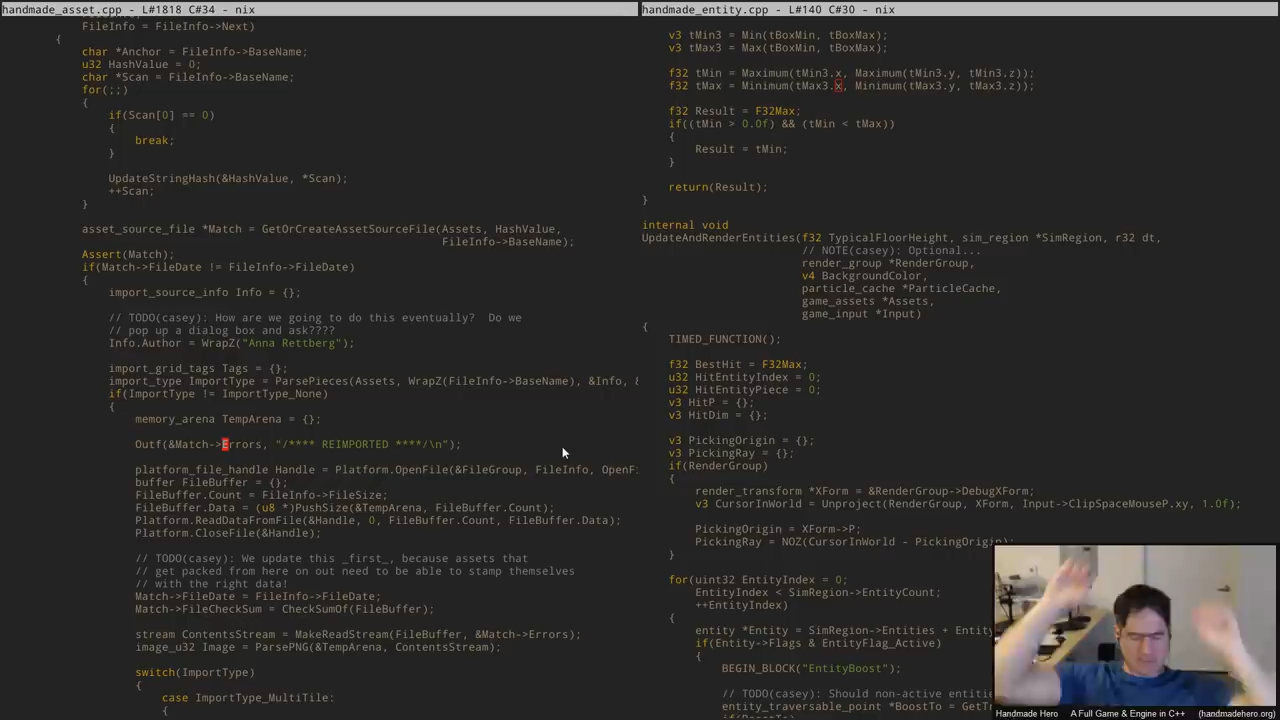 handmade_asset.cpp - L#1818 C#34 - nix
FileInfo = FileInfo->Next)
{
char *Anchor = FileInfo->BaseName;
u32 HashValue = 0;
char *Scan = FileInfo->BaseName;
for(;;)
{
if(Scan[0] == 0)
{
break;
}
UpdateStringHash(&HashValue, *Scan);
++Scan;
}
asset_source_file *Match = GetOrCreateAssetSourceFile(Assets, HashValue,
FileInfo->BaseName);
Assert(Match);
if(Match->FileDate != FileInfo->FileDate)
{
import_source_info Info = {};
// TODO(casey): How are we going to do this eventually?  Do we
// pop up a dialog box and ask????
Info.Author = WrapZ("Anna Rettberg");
import_grid_tags Tags = {};
import_type ImportType = ParsePieces(Assets, WrapZ(FileInfo->BaseName), &Info, &
if(ImportType != ImportType_None)
{
memory_arena TempArena = {};
Outf(&Match->Errors, "/**** REIMPORTED ****/\n");
platform_file_handle Handle = Platform.OpenFile(&FileGroup, FileInfo, OpenF
buffer FileBuffer = {};
FileBuffer.Count = FileInfo->FileSize;
FileBuffer.Data = (u8 *)PushSize(&TempArena, FileBuffer.Count);
Platform.ReadDataFromFile(&Handle, 0, FileBuffer.Count, FileBuffer.Data);
Platform.CloseFile(&Handle);
// TODO(casey): We update this _first_, because assets that
// get packed from here on out need to be able to stamp themselves
// with the right data!
Match->FileDate = FileInfo->FileDate;
Match->FileCheckSum = CheckSumOf(FileBuffer);
stream ContentsStream = MakeReadStream(FileBuffer, &Match->Errors);
image_u32 Image = ParsePNG(&TempArena, ContentsStream);
switch(ImportType)
{
case ImportType_MultiTile:
{
handmade_entity.cpp - L#140 C#30 - nix
v3 tMin3 = Min(tBoxMin, tBoxMax);
v3 tMax3 = Max(tBoxMin, tBoxMax);
f32 tMin = Maximum(tMin3.x, Maximum(tMin3.y, tMin3.z));
f32 tMax = Minimum(tMax3.x, Minimum(tMax3.y, tMax3.z));
f32 Result = F32Max;
if((tMin > 0.0f) && (tMin < tMax))
{
Result = tMin;
}
return(Result);
}
internal void
UpdateAndRenderEntities(f32 TypicalFloorHeight, sim_region *SimRegion, r32 dt,
// NOTE(casey): Optional...
render_group *RenderGroup,
v4 BackgroundColor,
particle_cache *ParticleCache,
game_assets *Assets,
game_input *Input)
{
TIMED_FUNCTION();
f32 BestHit = F32Max;
u32 HitEntityIndex = 0;
u32 HitEntityPiece = 0;
v3 HitP = {};
v3 HitDim = {};
v3 PickingOrigin = {};
v3 PickingRay = {};
if(RenderGroup)
{
render_transform *XForm = &RenderGroup->DebugXForm;
v3 CursorInWorld = Unproject(RenderGroup, XForm, Input->ClipSpaceMouseP.xy, 1.0f);
PickingOrigin = XForm->P;
PickingRay = NOZ(CursorInWorld - PickingOrigin);
}
for(uint32 EntityIndex = 0;
EntityIndex < SimRegion->EntityCount;
++EntityIndex)
{
entity *Entity = SimRegion->Entities + Entity
if(Entity->Flags & EntityFlag_Active)
{
BEGIN_BLOCK("EntityBoost");
// TODO(casey): Should non-active entitie
entity_traversable_point *BoostTo = GetTr
Handmade Hero A Full Game & Engine in C++ (handmadehero.org)